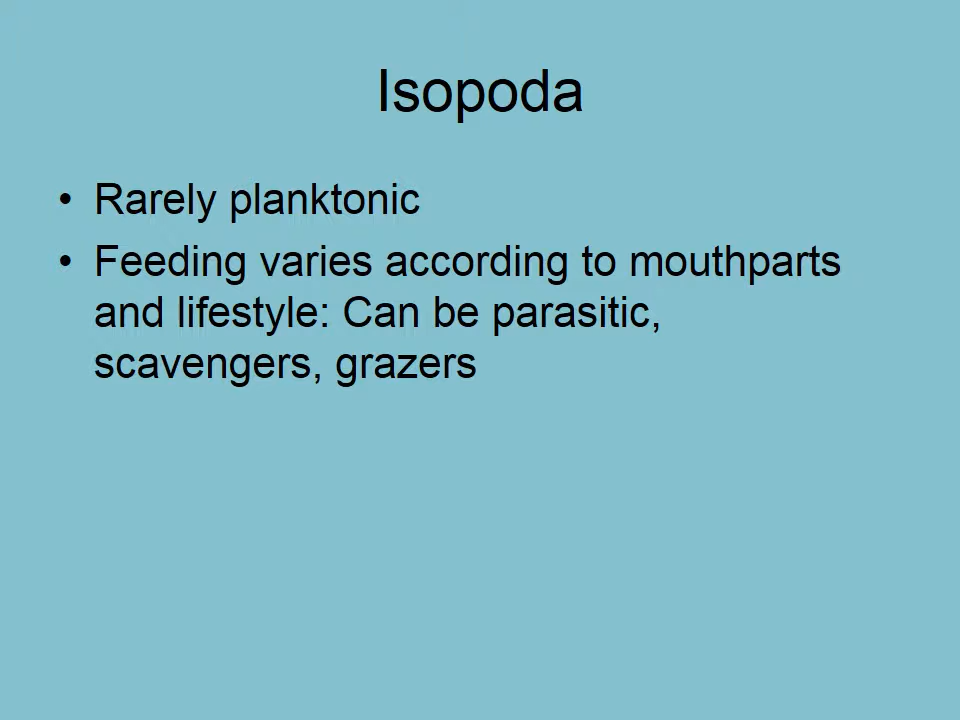 Isopoda
• Rarely planktonic
• Feeding varies according to mouthparts
and lifestyle: Can be parasitic,
scavengers, grazers